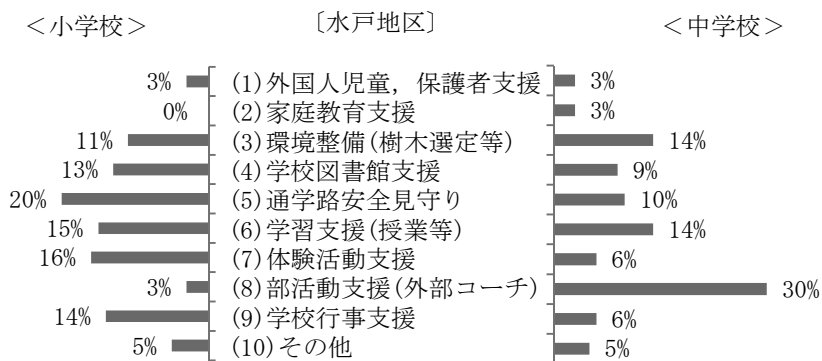 ＜小学校＞ 〔水戸地区〕 ＜中学校＞
3% (1)外国人児童，保護者支援 3%
0% (2)家庭教育支援 3%
11% (3)環境整備(樹木選定等) 14%
13% (4)学校図書館支援 9%
20% (5)通学路安全見守り 10%
15% (6)学習支援(授業等) 14%
16% (7)体験活動支援 6%
3% (8)部活動支援(外部コーチ) 30%
14% (9)学校行事支援 6%
5% (10)その他 5%